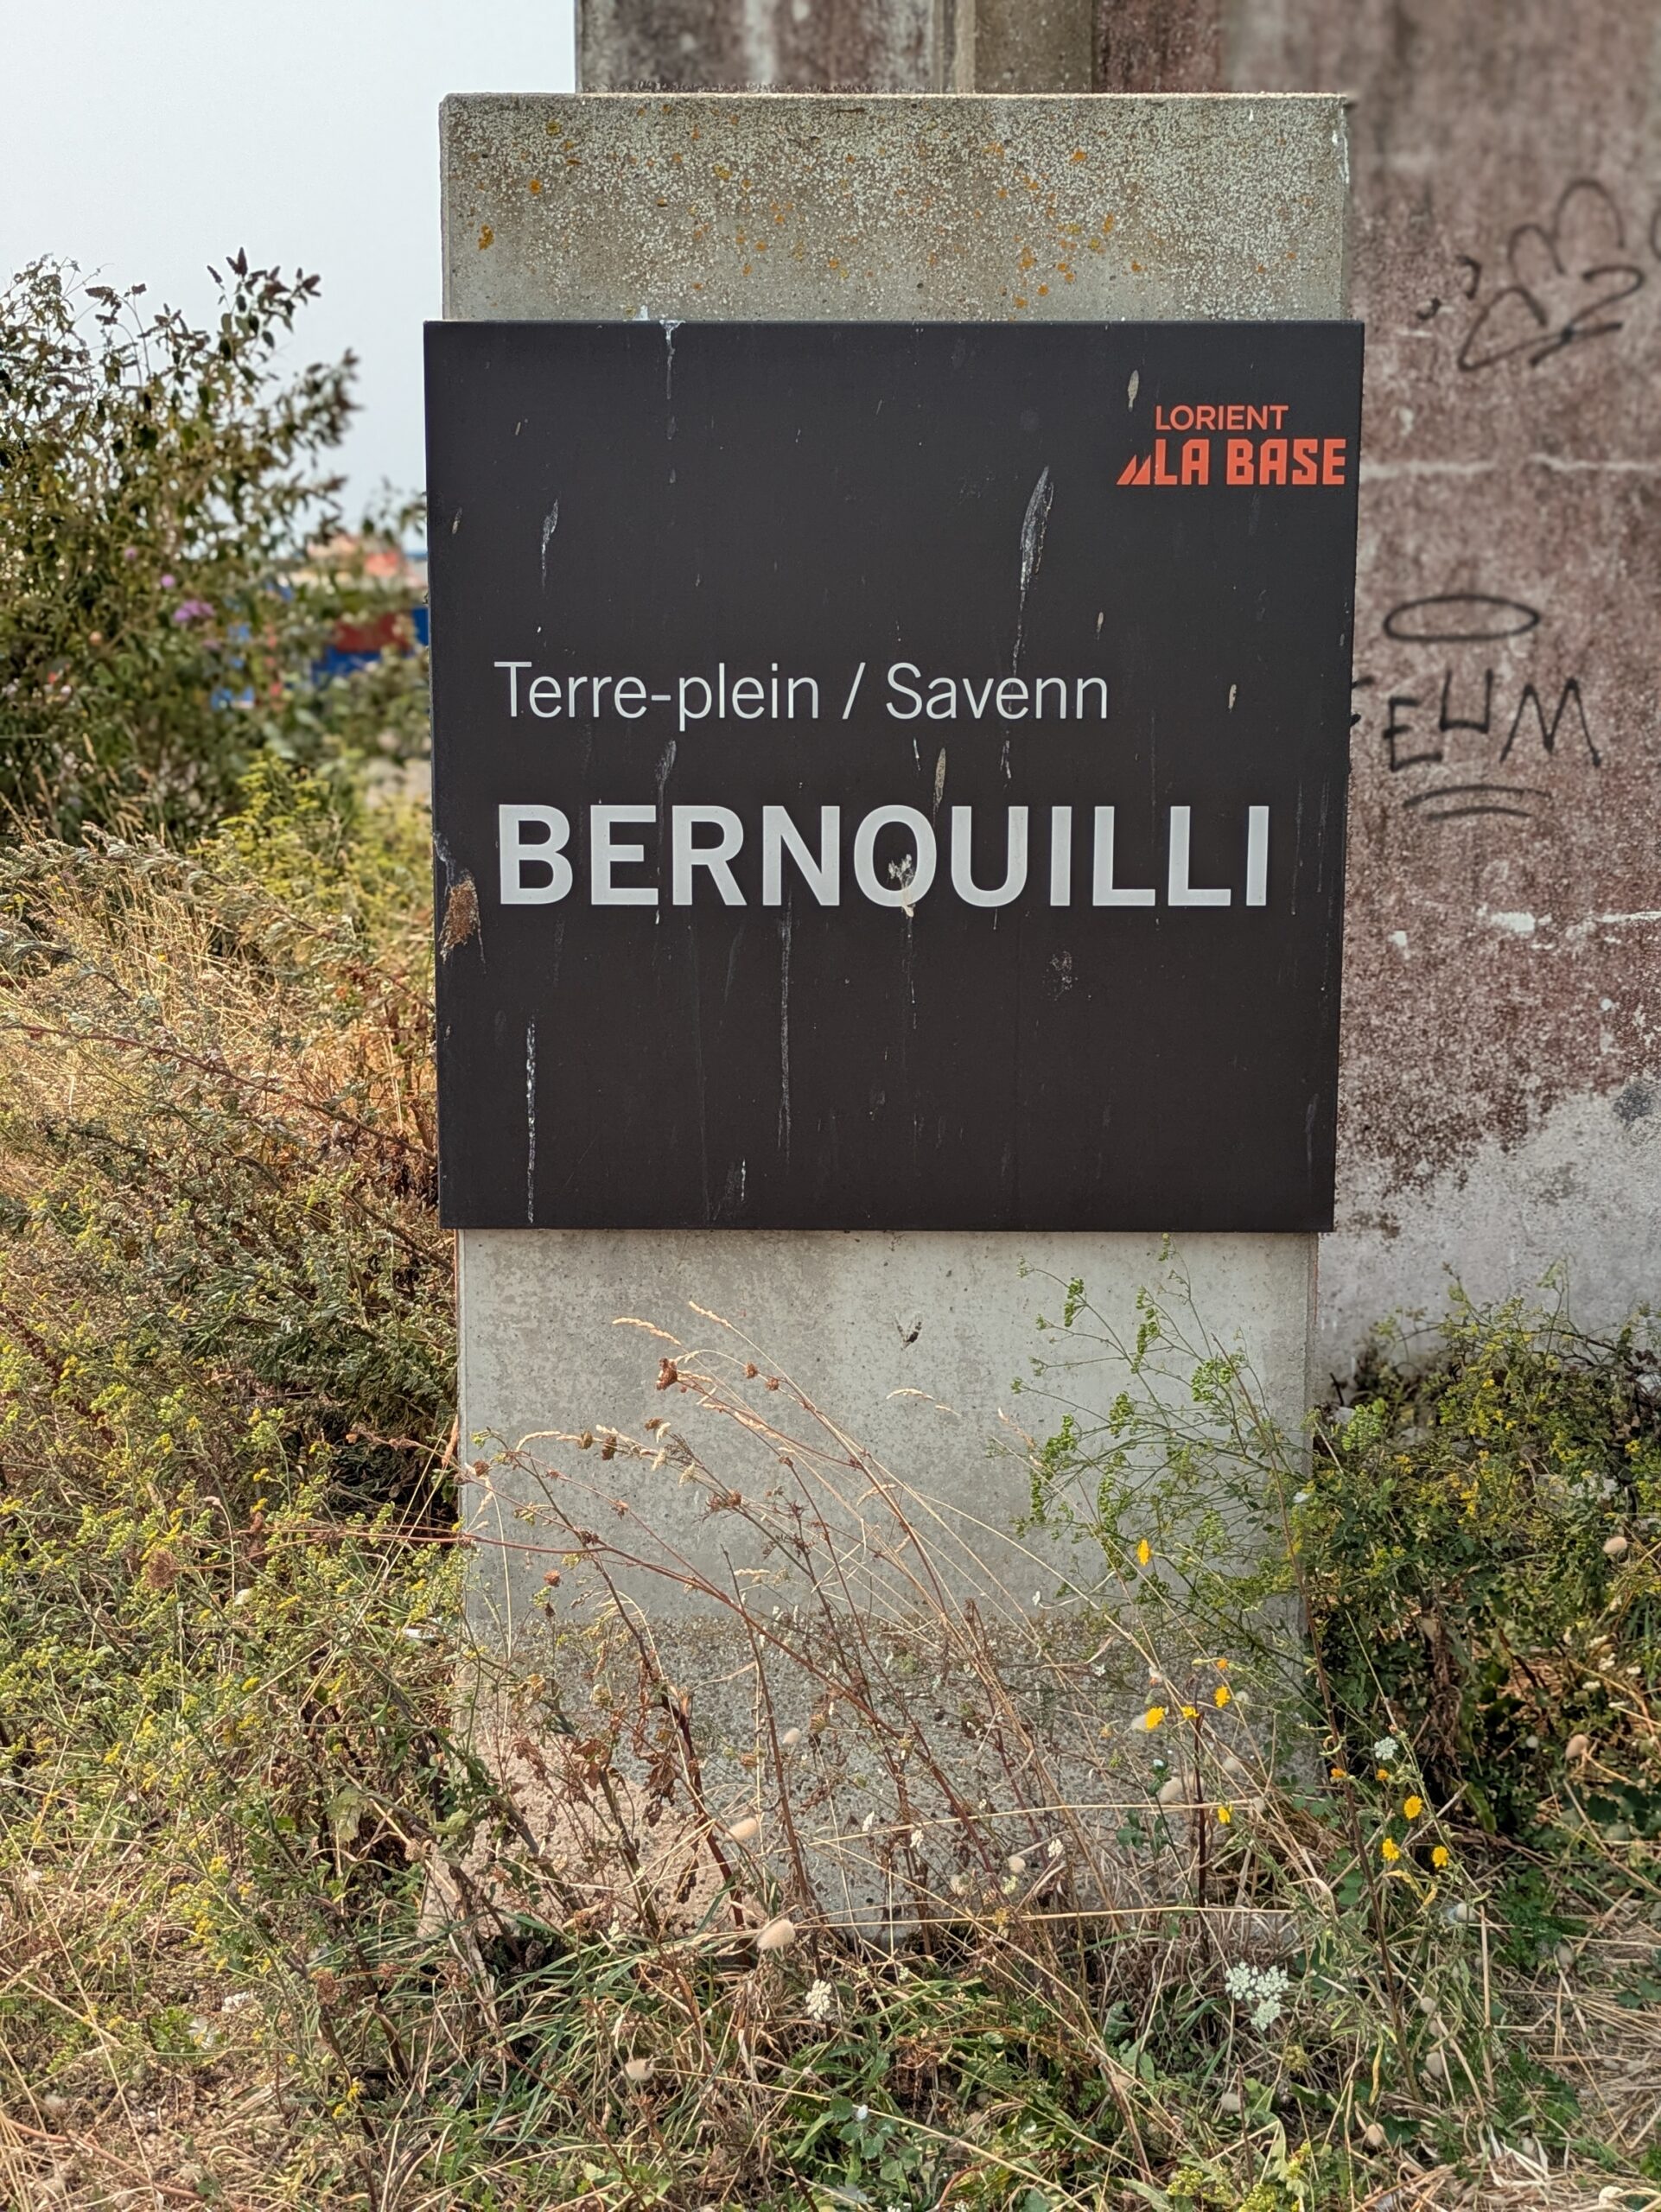 LORIENT
LA BASE
Terre-plein / Savenn
BERNOUILLI